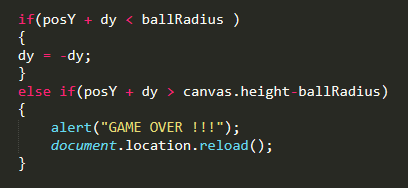 if(posY + dy < ballRadius )
{
dy = -dy;
}
else if(posY + dy > canvas.height-ballRadius)
{
    alert("GAME OVER !!!");
    document.location.reload();
}